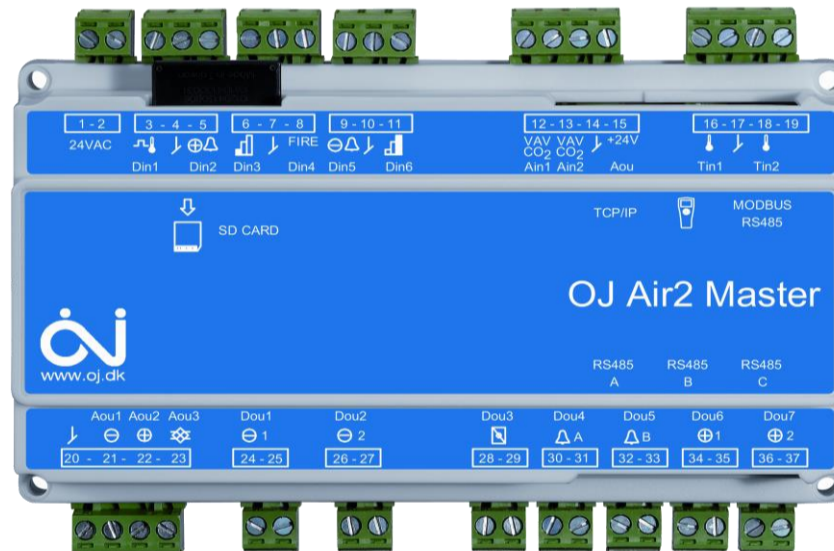 1 - 2
3 - 4 - 5
6 - 7 - 8
9 - 10 - 11
12 - 13 - 14 - 15
16 - 17 - 18 - 19
24VAC
FIRE
VAV VAV +24V
CO2 CO2
Din1 Din2 Din3 Din4 Din5 Din6
Ain1 Ain2 Aou
Tin1 Tin2
SD CARD
TCP/IP
MODBUS
RS485
OJ Air2 Master
OJ
www.oj.dk
RS485 RS485 RS485
A B C
Aou1 Aou2 Aou3 Dou1 Dou2 Dou3 Dou4 Dou5 Dou6 Dou7
1 2 A B 1 2
20 - 21 - 22 - 23
24 - 25
26 - 27
28 - 29
30 - 31
32 - 33
34 - 35
36 - 37